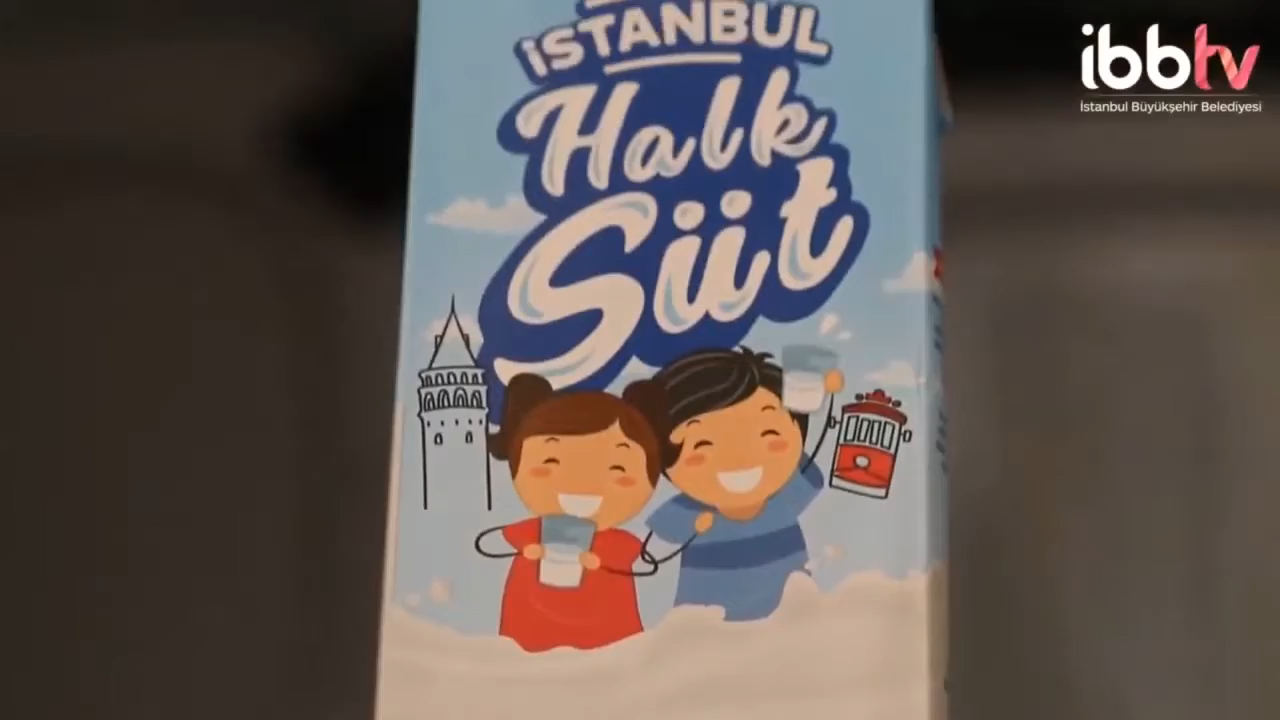 İSTANBUL
Halk
Süt
ibbtv
İstanbul Büyükşehir Belediyesi